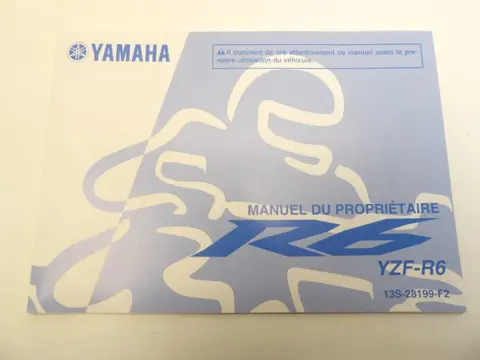 YAMAHA
Il convient de lire attentivement ce manuel avant la pre-
mière utilisation du véhicule.
MANUEL DU PROPRIÉTAIRE
R6
YZF-R6
13S-28199-F2